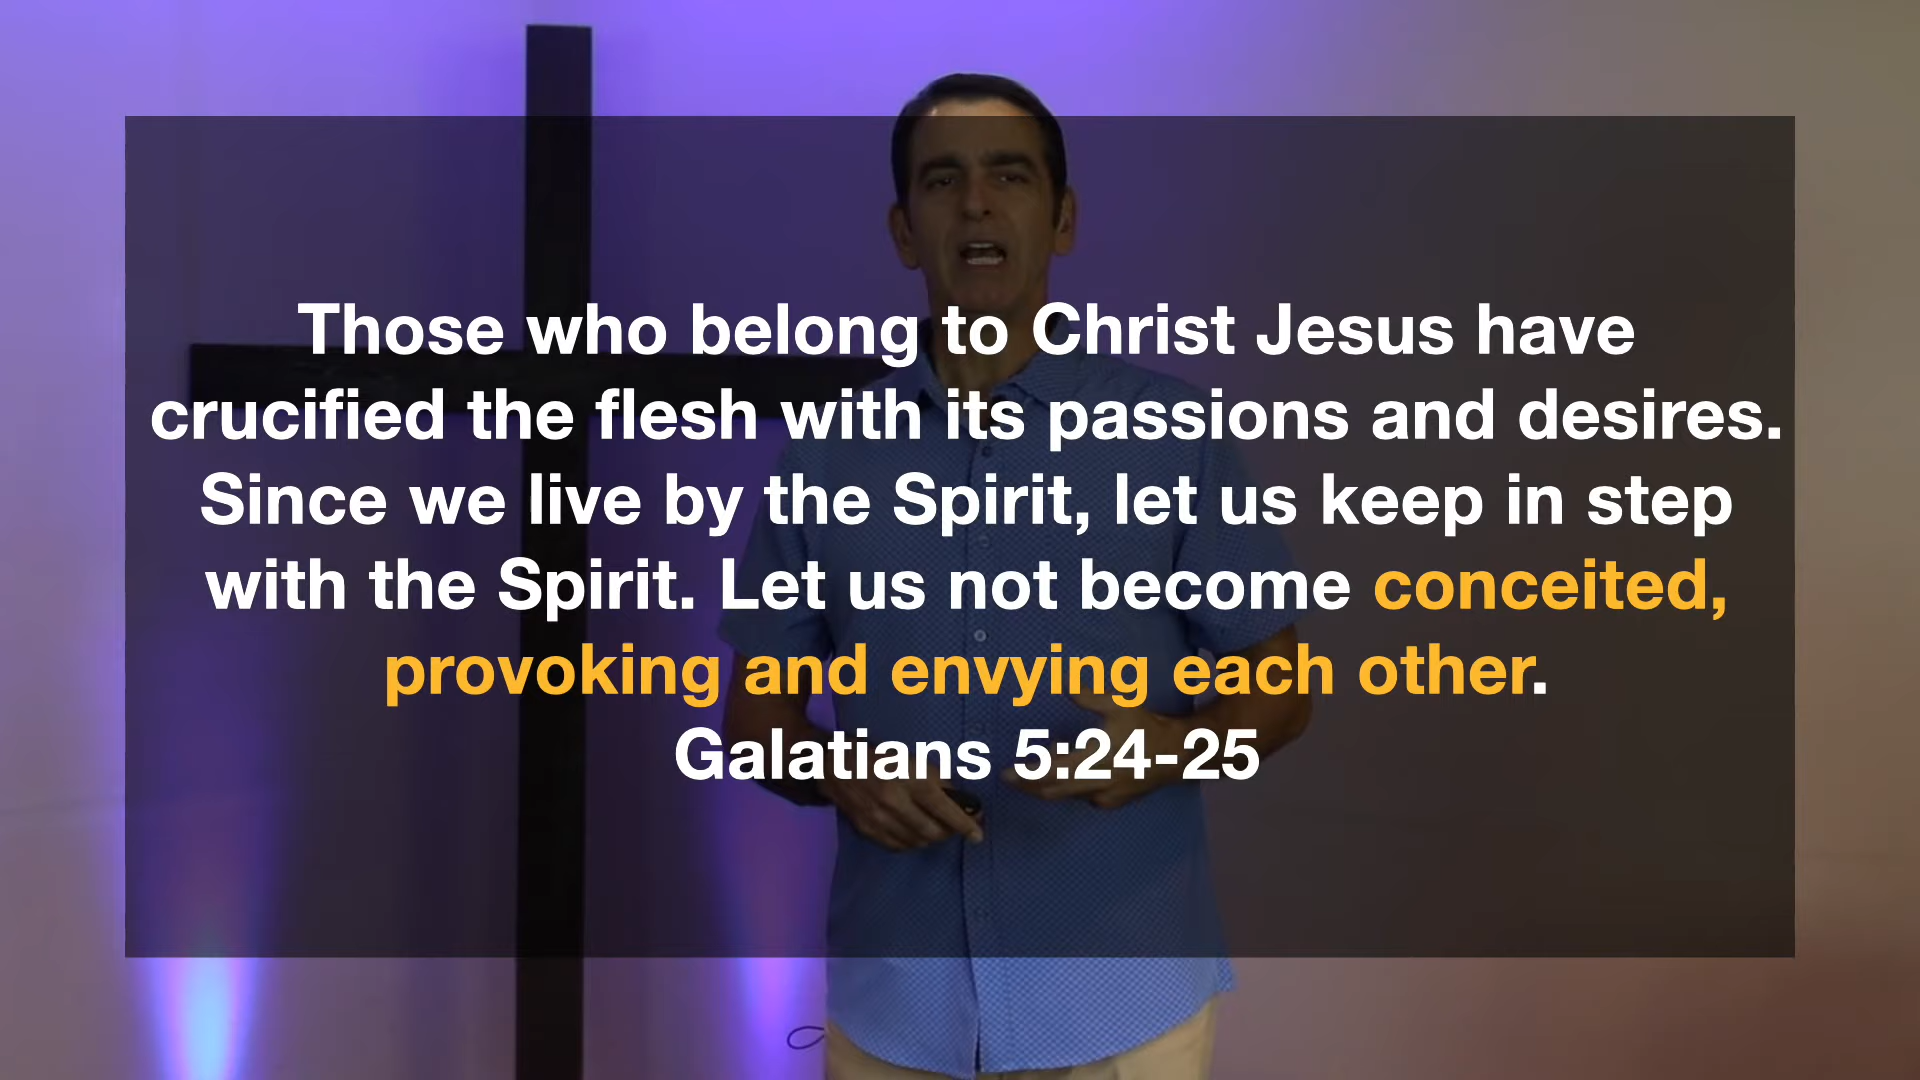 Those who belong to Christ Jesus have
crucified the flesh with its passions and desires.
Since we live by the Spirit, let us keep in step
with the Spirit. Let us not become conceited,
provoking and envying each other.
Galatians 5:24-25